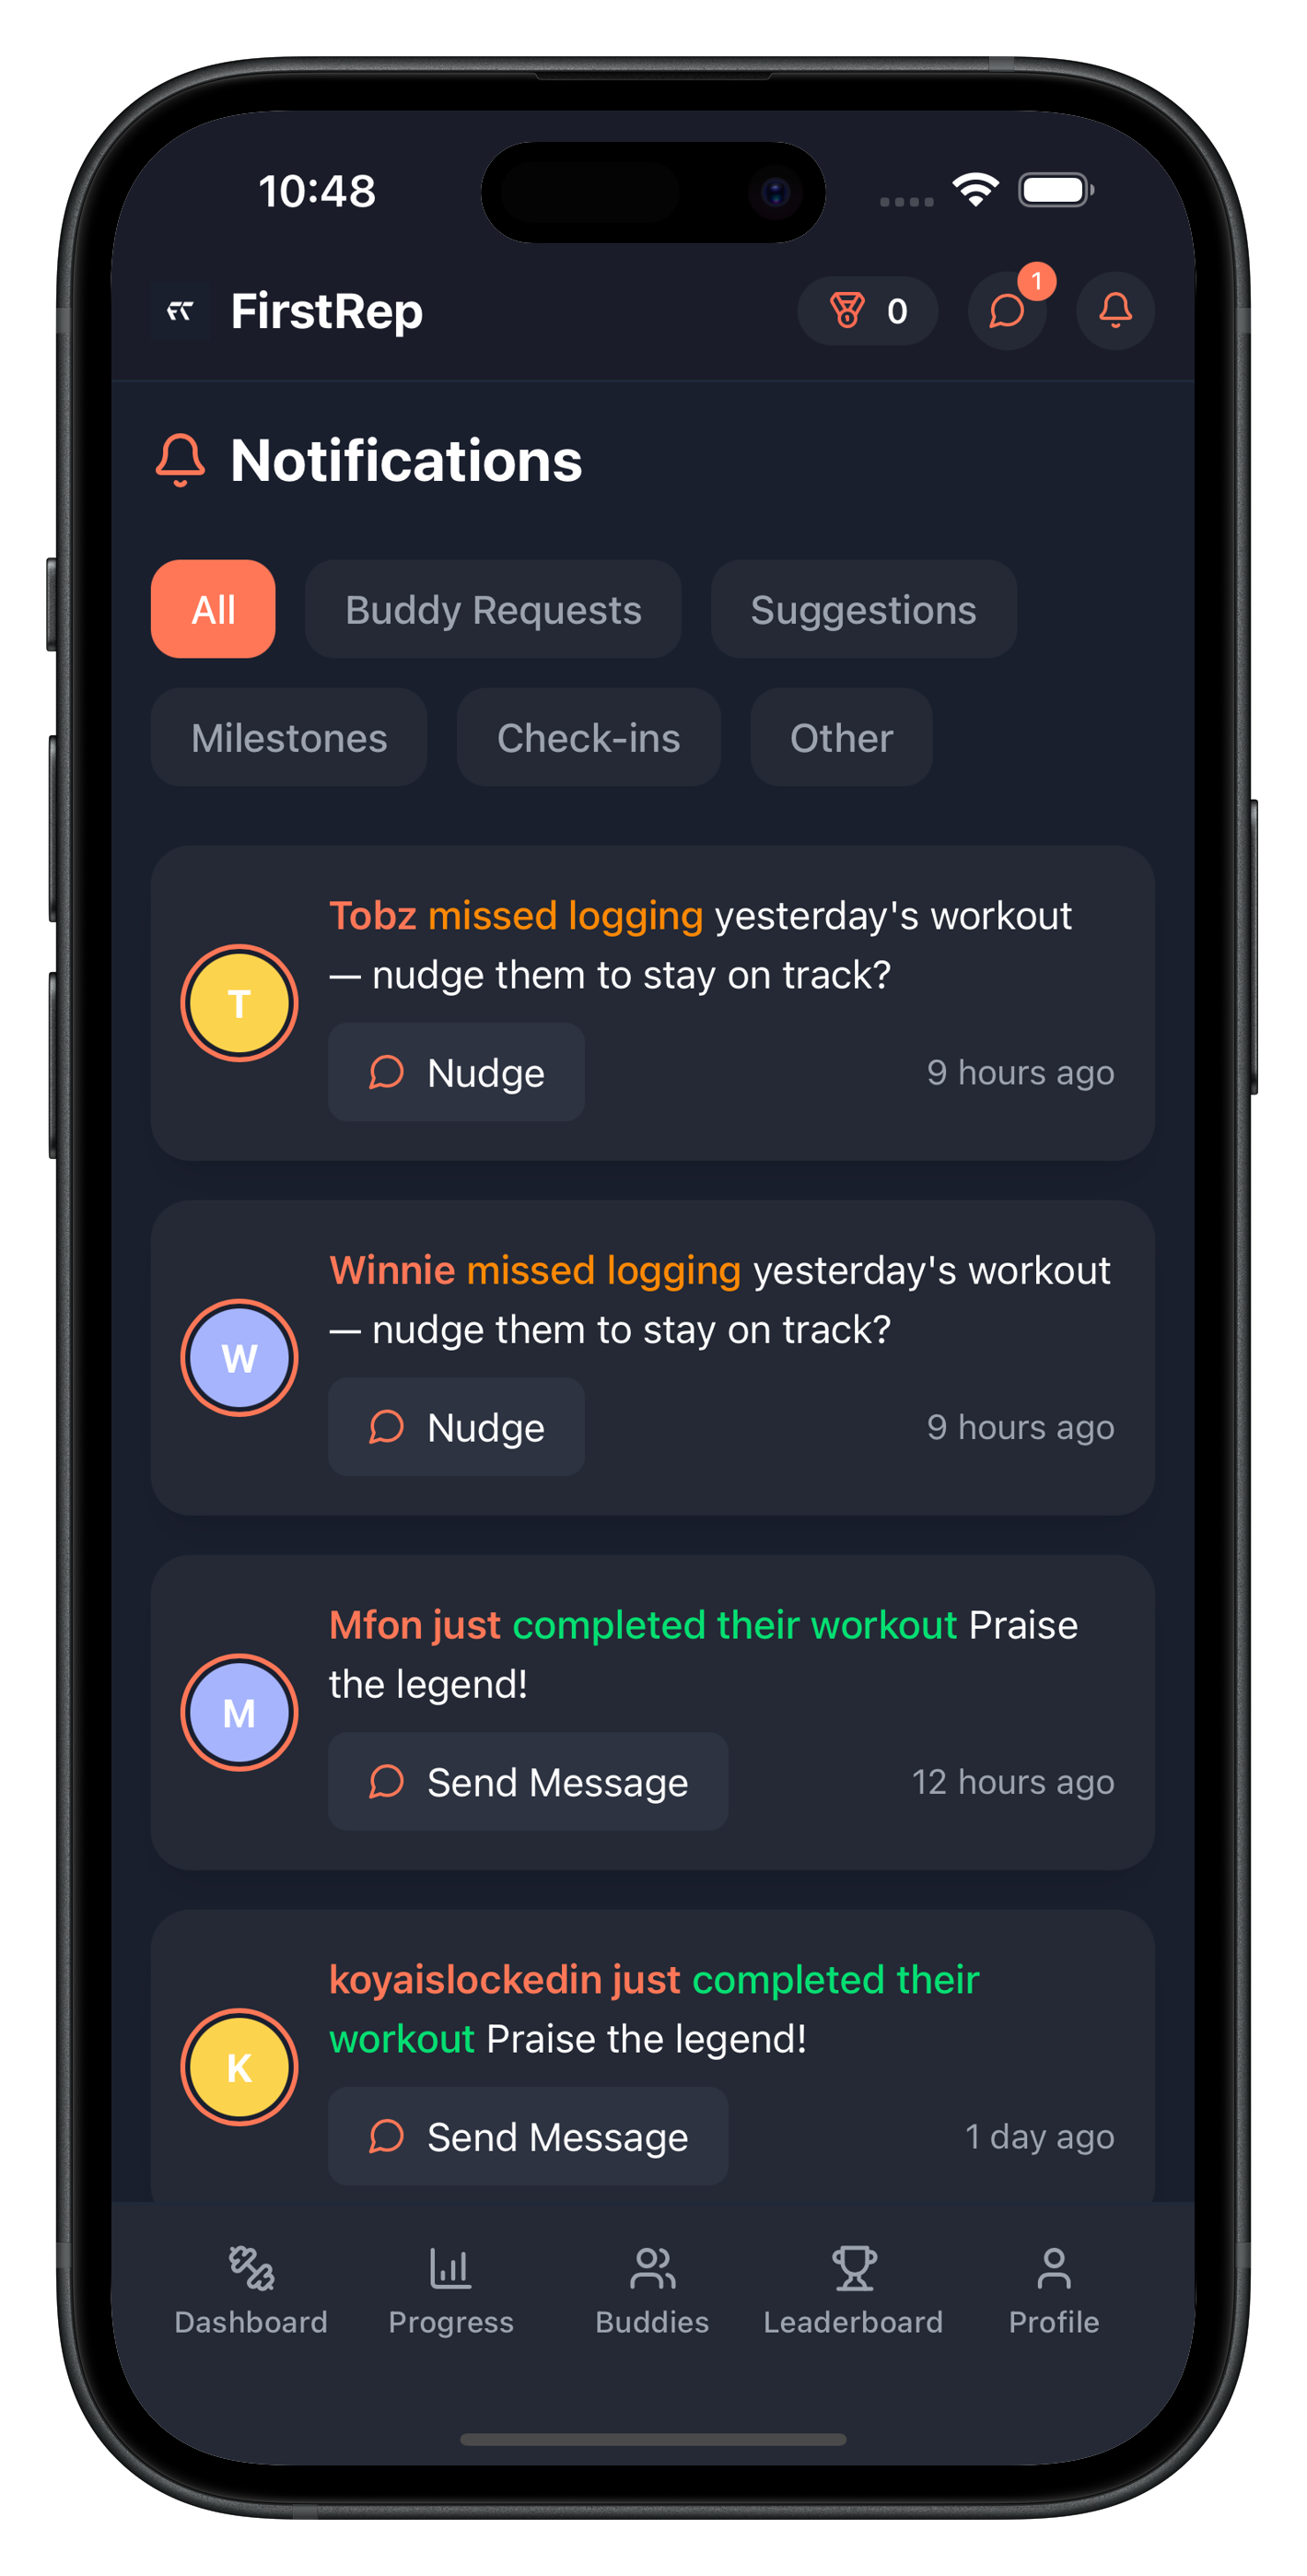 10:48
FirstRep
0
1
Notifications
All
Buddy Requests
Suggestions
Milestones
Check-ins
Other
Tobz missed logging yesterday's workout
— nudge them to stay on track?
T
Nudge
9 hours ago
Winnie missed logging yesterday's workout
— nudge them to stay on track?
W
Nudge
9 hours ago
Mfon just completed their workout Praise
the legend!
M
Send Message
12 hours ago
koyaislockedin just completed their
workout Praise the legend!
K
Send Message
1 day ago
Dashboard
Progress
Buddies
Leaderboard
Profile